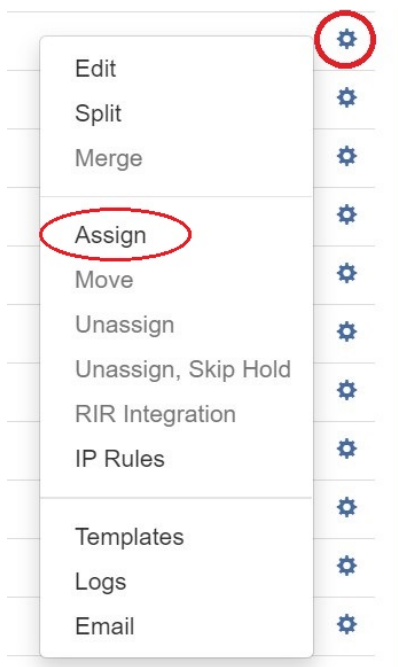 Edit
Split
Merge
Assign
Move
Unassign
Unassign, Skip Hold
RIR Integration
IP Rules
Templates
Logs
Email